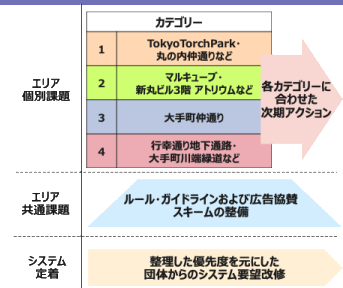 カテゴリー
エリア
個別課題
1
TokyoTorchPark・
丸の内仲通りなど
2
マルキューブ・
新丸ビル3階 アトリウムなど
3
大手町仲通り
4
行幸通り地下通路・
大手町川端緑道など
各カテゴリーに
合わせた
次期アクション
エリア
共通課題
ルール・ガイドラインおよび広告協賛
スキームの整備
システム
定着
整理した優先度を元にした
団体からのシステム要望改修